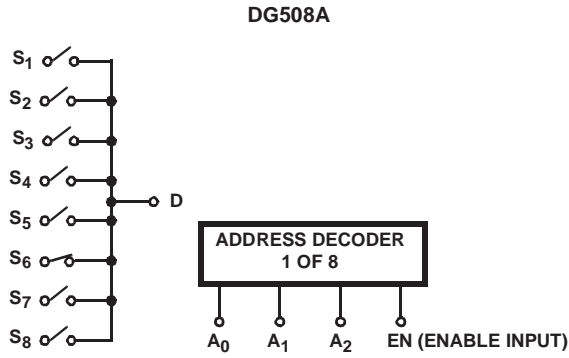 DG508A
S1
S2
S3
S4
D
S5
S6
S7
S8
ADDRESS DECODER
1 OF 8
A0 A1 A2 EN (ENABLE INPUT)